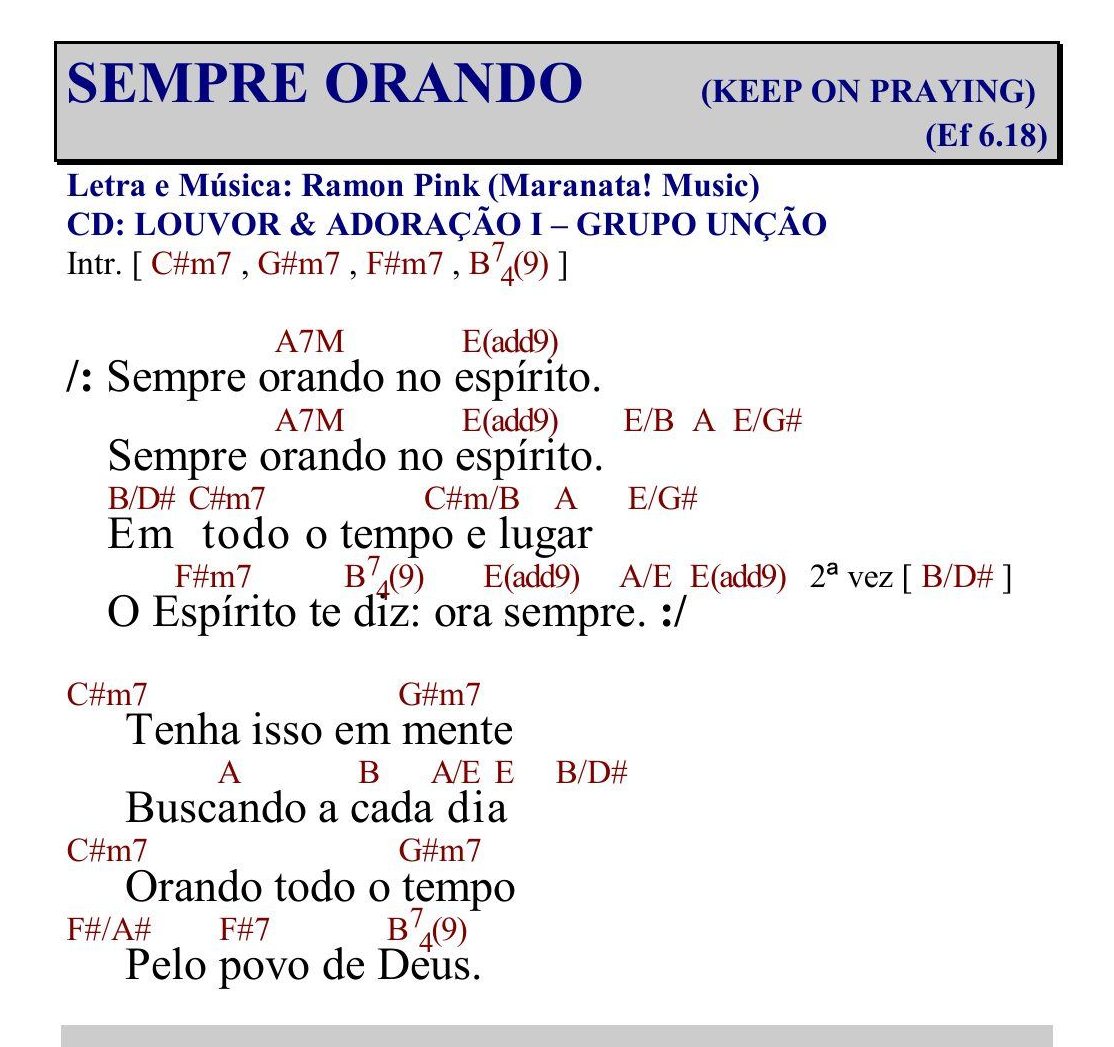 SEMPRE ORANDO (KEEP ON PRAYING)
(Ef 6.18)
Letra e Música: Ramon Pink (Maranata! Music)
CD: LOUVOR & ADORAÇÃO I – GRUPO UNÇÃO
Intr. [ C#m7 , G#m7 , F#m7 , B74(9) ]
A7M E(add9)
/: Sempre orando no espírito.
A7M E(add9) E/B A E/G#
Sempre orando no espírito.
B/D# C#m7 C#m/B A E/G#
Em todo o tempo e lugar
F#m7 B74(9) E(add9) A/E E(add9) 2ª vez [ B/D# ]
O Espírito te diz: ora sempre. :/
C#m7 G#m7
Tenha isso em mente
A B A/E E B/D#
Buscando a cada dia
C#m7 G#m7
Orando todo o tempo
F#/A# F#7 B74(9)
Pelo povo de Deus.